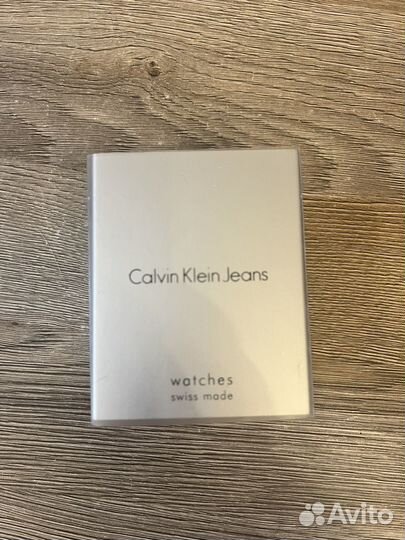 Calvin Klein Jeans
watches
swiss made
Avito